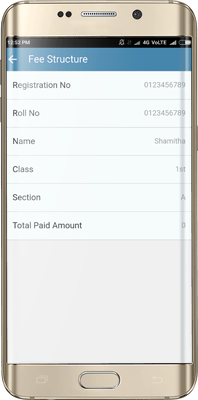 12:52 PM 4G VoLTE
Fee Structure
Registration No 0123456789
Roll No 0123456789
Name Shamitha
Class 1st
Section A
Total Paid Amount 0